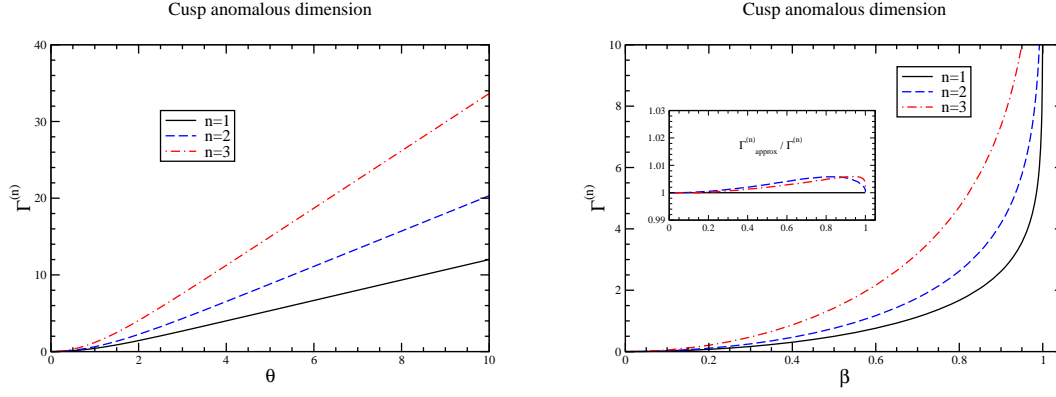 Cusp anomalous dimension
40
30
20
10
0
Γ(n)
n=1
n=2
n=3
0 2 4 6 8 10
θ
Cusp anomalous dimension
10
8
6
4
2
0
Γ(n)
n=1
n=2
n=3
1.03
1.02
1.01
1
0.99
Γ(n)approx / Γ(n)
0 0.2 0.4 0.6 0.8 1
0 0.2 0.4 0.6 0.8 1
β